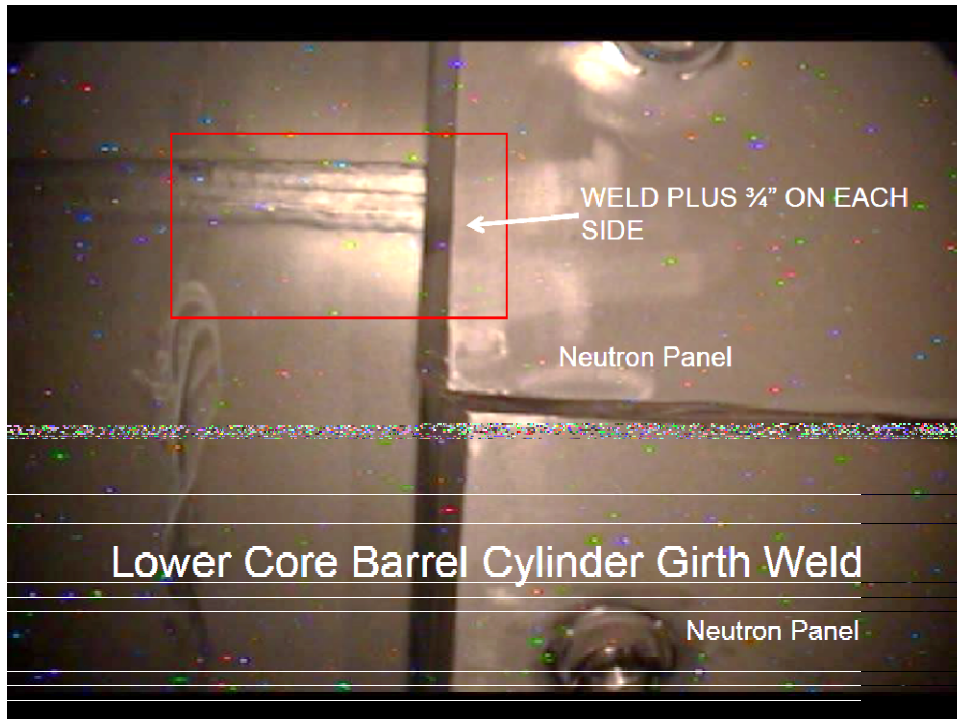 WELD PLUS ¾” ON EACH
SIDE
Neutron Panel
Lower Core Barrel Cylinder Girth Weld
Neutron Panel